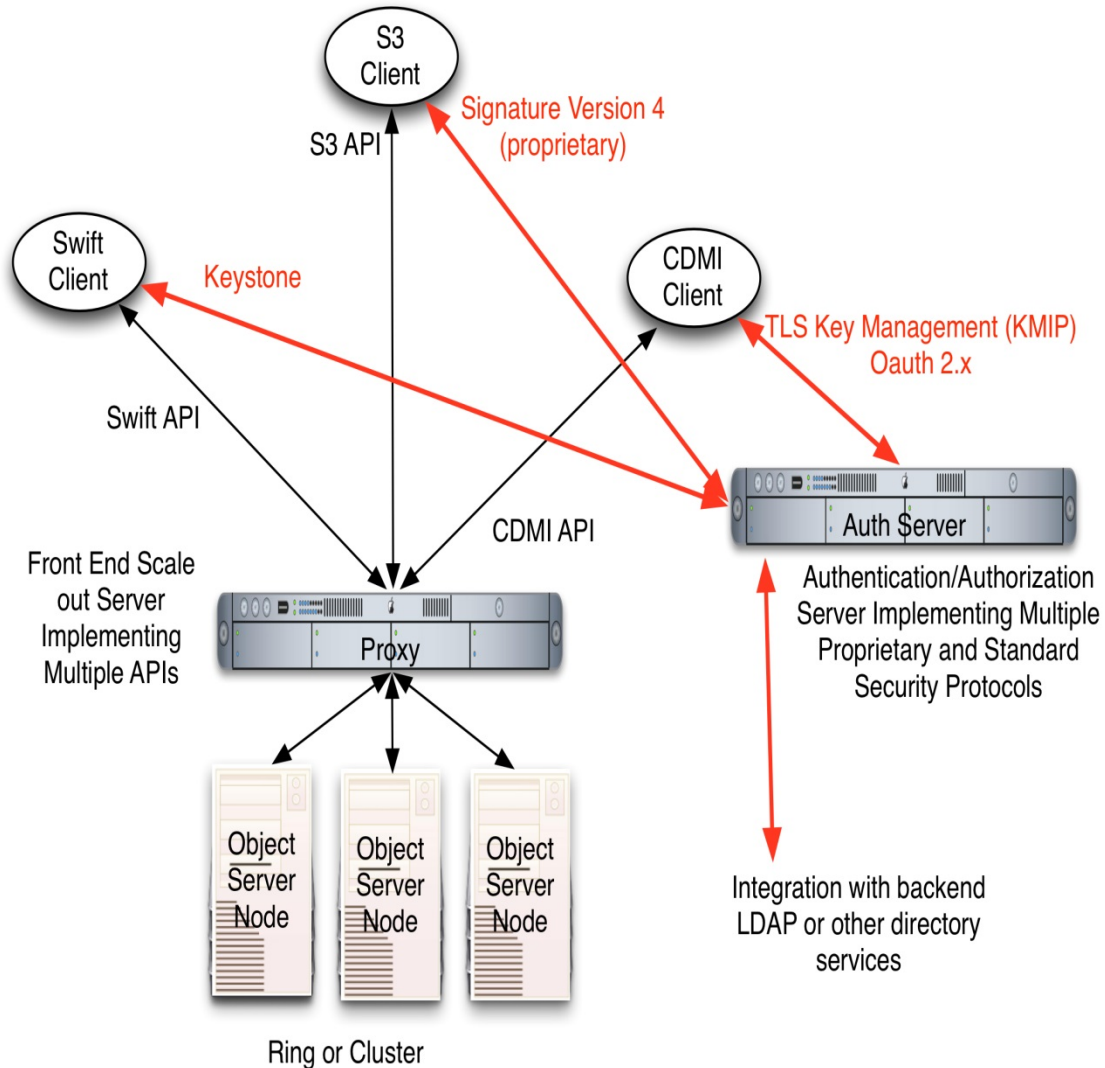 S3
Client
Signature Version 4
(proprietary)
S3 API
Swift
Client
Keystone
CDMI
Client
TLS Key Management (KMIP)
Oauth 2.x
Swift API
CDMI API
Auth Server
Front End Scale
out Server
Implementing
Multiple APIs
Proxy
Authentication/Authorization
Server Implementing Multiple
Proprietary and Standard
Security Protocols
Object
Server
Node
Object
Server
Node
Object
Server
Node
Integration with backend
LDAP or other directory
services
Ring or Cluster